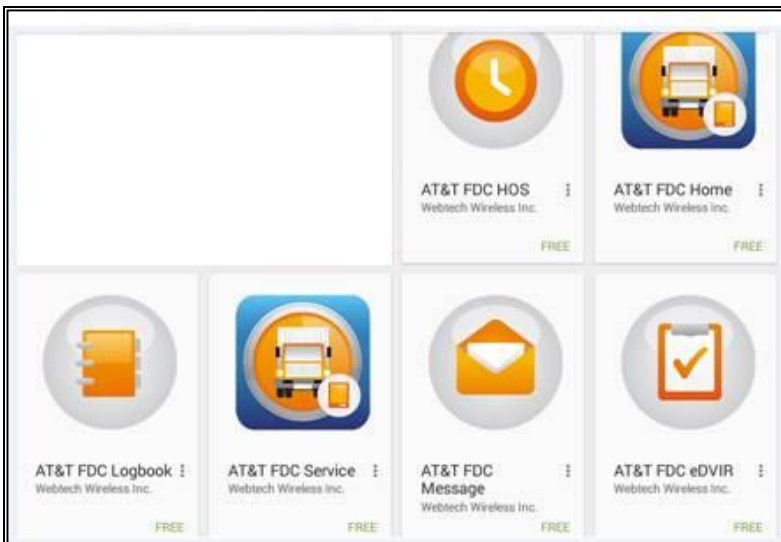 AT&T FDC HOS
Webtech Wireless Inc.
FREE
AT&T FDC Home
Webtech Wireless Inc.
FREE
AT&T FDC Logbook
Webtech Wireless Inc.
FREE
AT&T FDC Service
Webtech Wireless Inc.
FREE
AT&T FDC
Message
Webtech Wireless Inc.
FREE
AT&T FDC eDVIR
Webtech Wireless Inc.
FREE